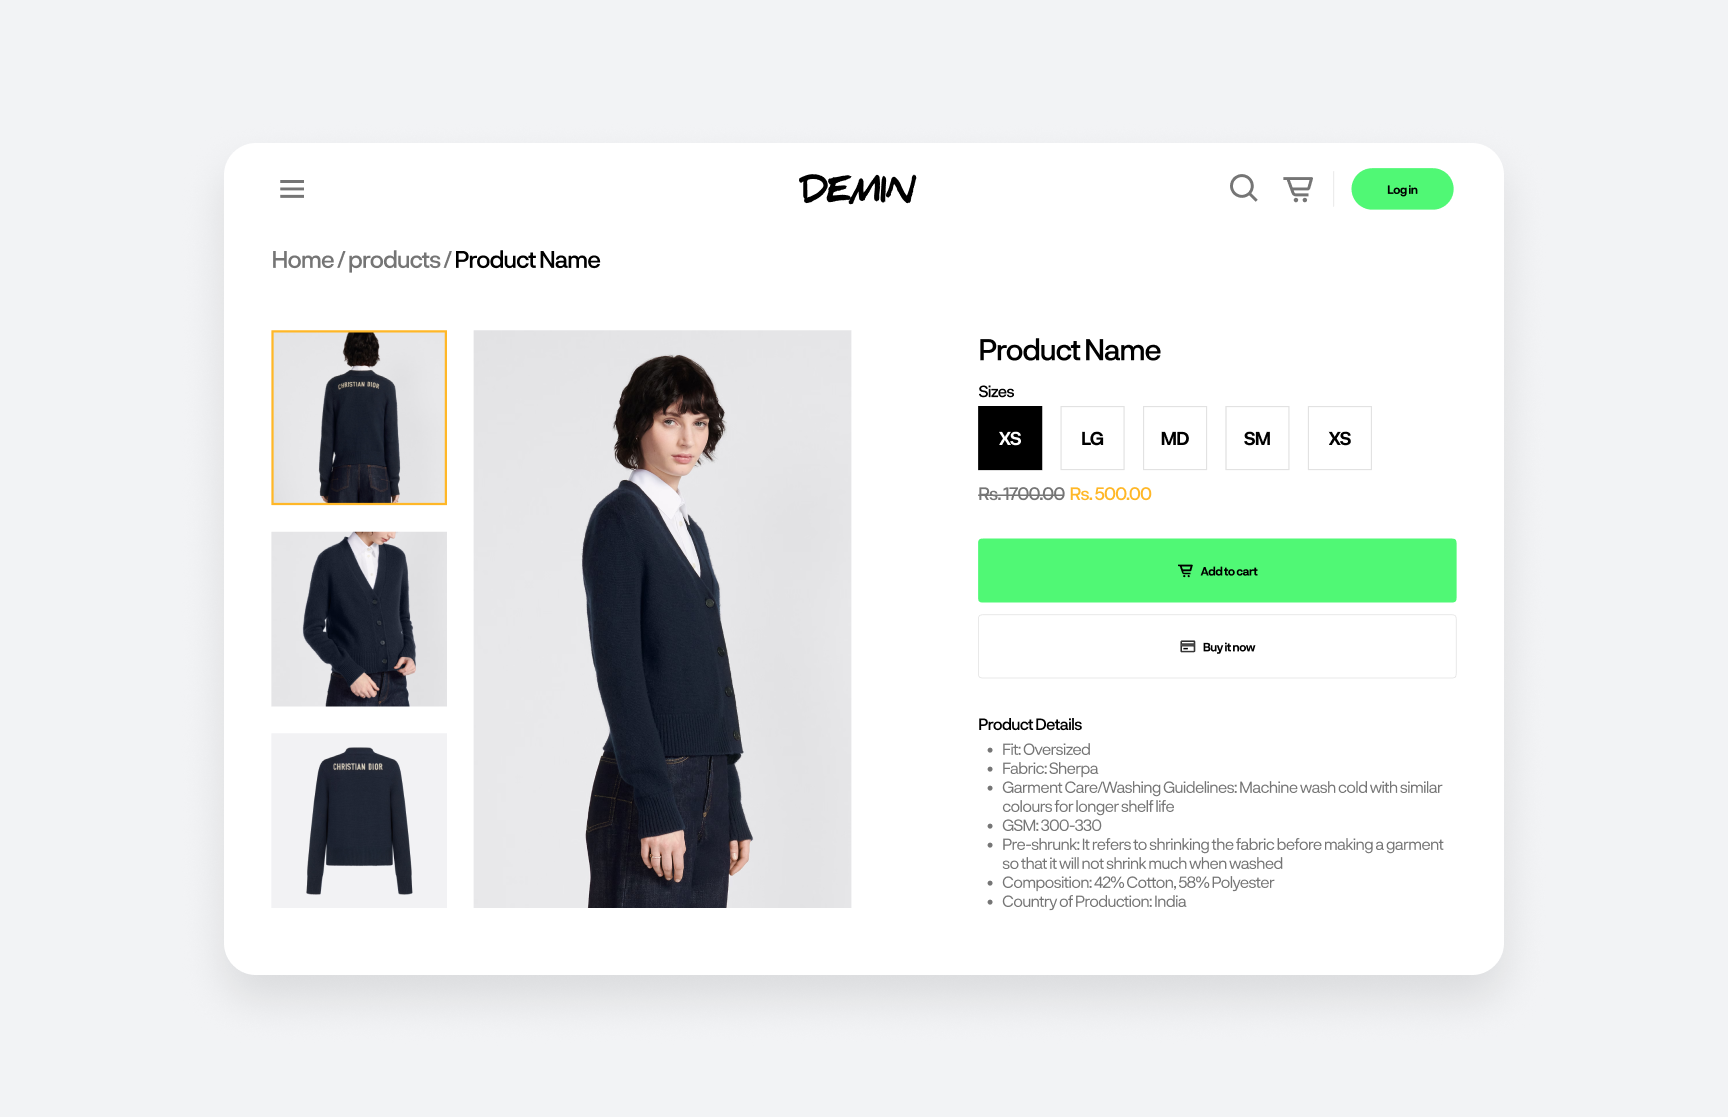 DEMIN
Log in
Home / products / Product Name
CHRISTIAN DIOR
CHRISTIAN DIOR
Product Name
Sizes
XS LG MD SM XS
Rs. 1700.00 Rs. 500.00
Add to cart
Buy it now
Product Details
Fit: Oversized
Fabric: Sherpa
Garment Care/Washing Guidelines: Machine wash cold with similar
colours for longer shelf life
GSM: 300-330
Pre-shrunk: It refers to shrinking the fabric before making a garment
so that it will not shrink much when washed
Composition: 42% Cotton, 58% Polyester
Country of Production: India